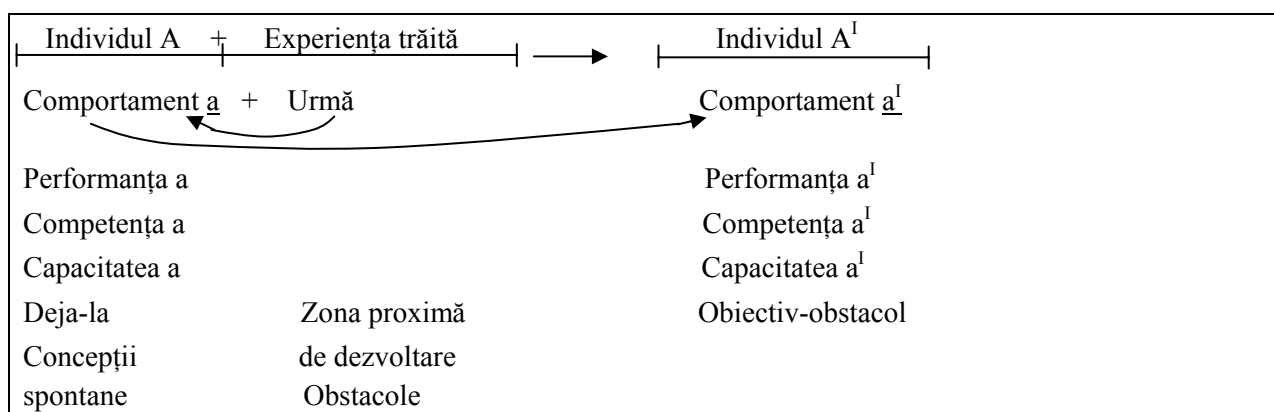 Individul A + Experiența trăită Individul A^I
Comportament a + Urmă Comportament a^I
Performanța a Performanța a^I
Competența a Competența a^I
Capacitatea a Capacitatea a^I
Deja-la Zona proximă Obiectiv-obstacol
Concepții de dezvoltare
spontane Obstacole